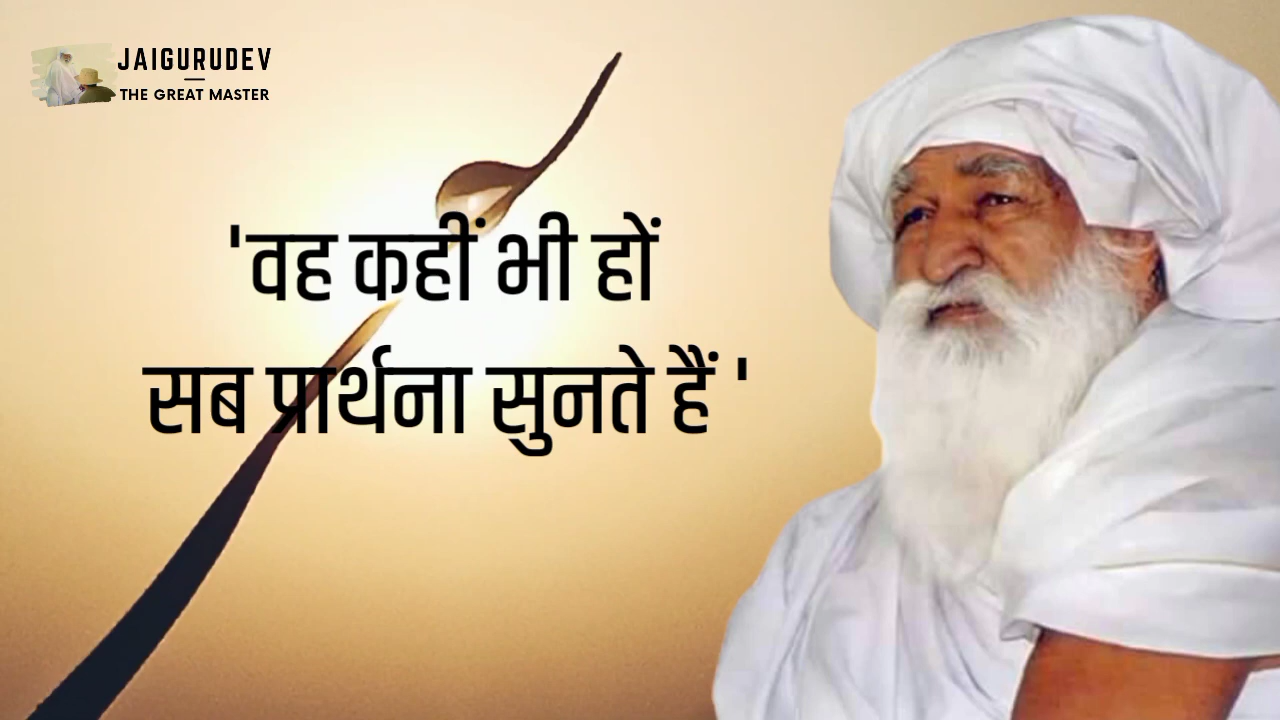 JAIGURUDEV
THE GREAT MASTER
'वह कहीं भी हों
सब प्रार्थना सुनते हैं '